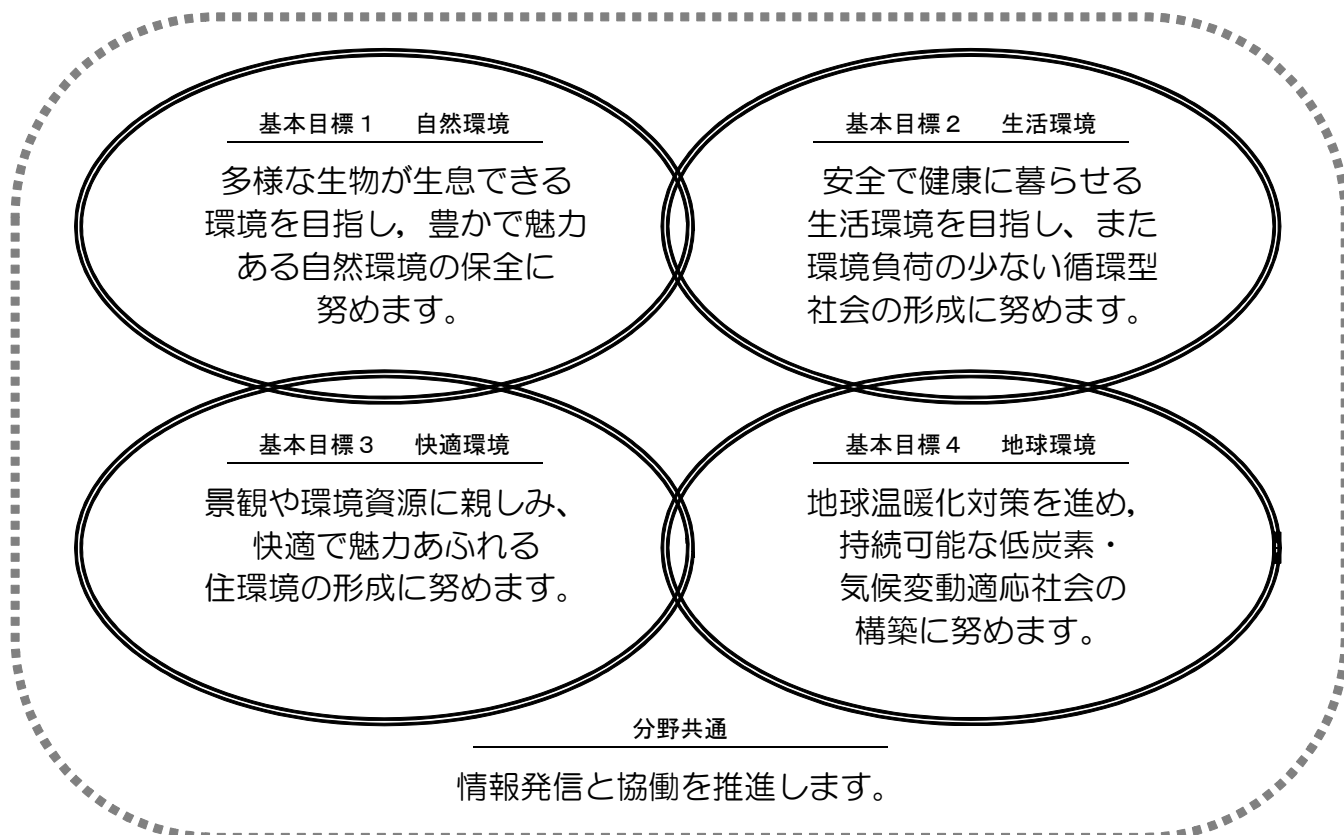 基本目標1 自然環境
多様な生物が生息できる
環境を目指し，豊かで魅力
ある自然環境の保全に
努めます。
基本目標2 生活環境
安全で健康に暮らせる
生活環境を目指し、また
環境負荷の少ない循環型
社会の形成に努めます。
基本目標3 快適環境
景観や環境資源に親しみ、
快適で魅力あふれる
住環境の形成に努めます。
基本目標4 地球環境
地球温暖化対策を進め，
持続可能な低炭素・
気候変動適応社会の
構築に努めます。
分野共通
情報発信と協働を推進します。